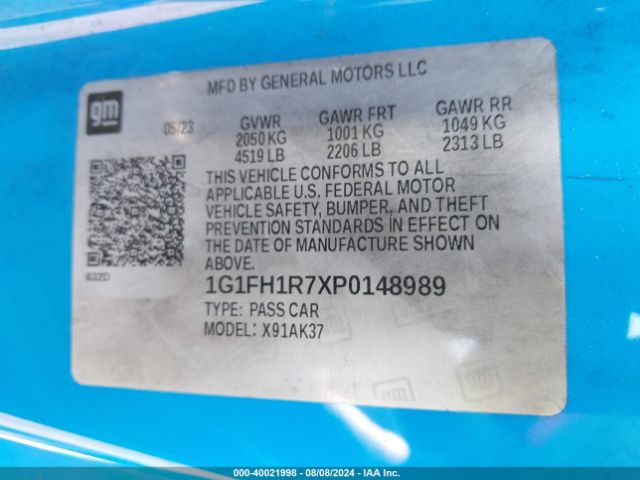 MFD BY GENERAL MOTORS LLC
gm
05/23
GVWR
2050 KG
4519 LB
GAWR FRT
1001 KG
2206 LB
GAWR RR
1049 KG
2313 LB
THIS VEHICLE CONFORMS TO ALL
APPLICABLE U.S. FEDERAL MOTOR
VEHICLE SAFETY, BUMPER, AND THEFT
PREVENTION STANDARDS IN EFFECT ON
THE DATE OF MANUFACTURE SHOWN
ABOVE.
632D
1G1FH1R7XP0148989
TYPE: PASS CAR
MODEL: X91AK37
000-40021998 - 08/08/2024 - IAA Inc.